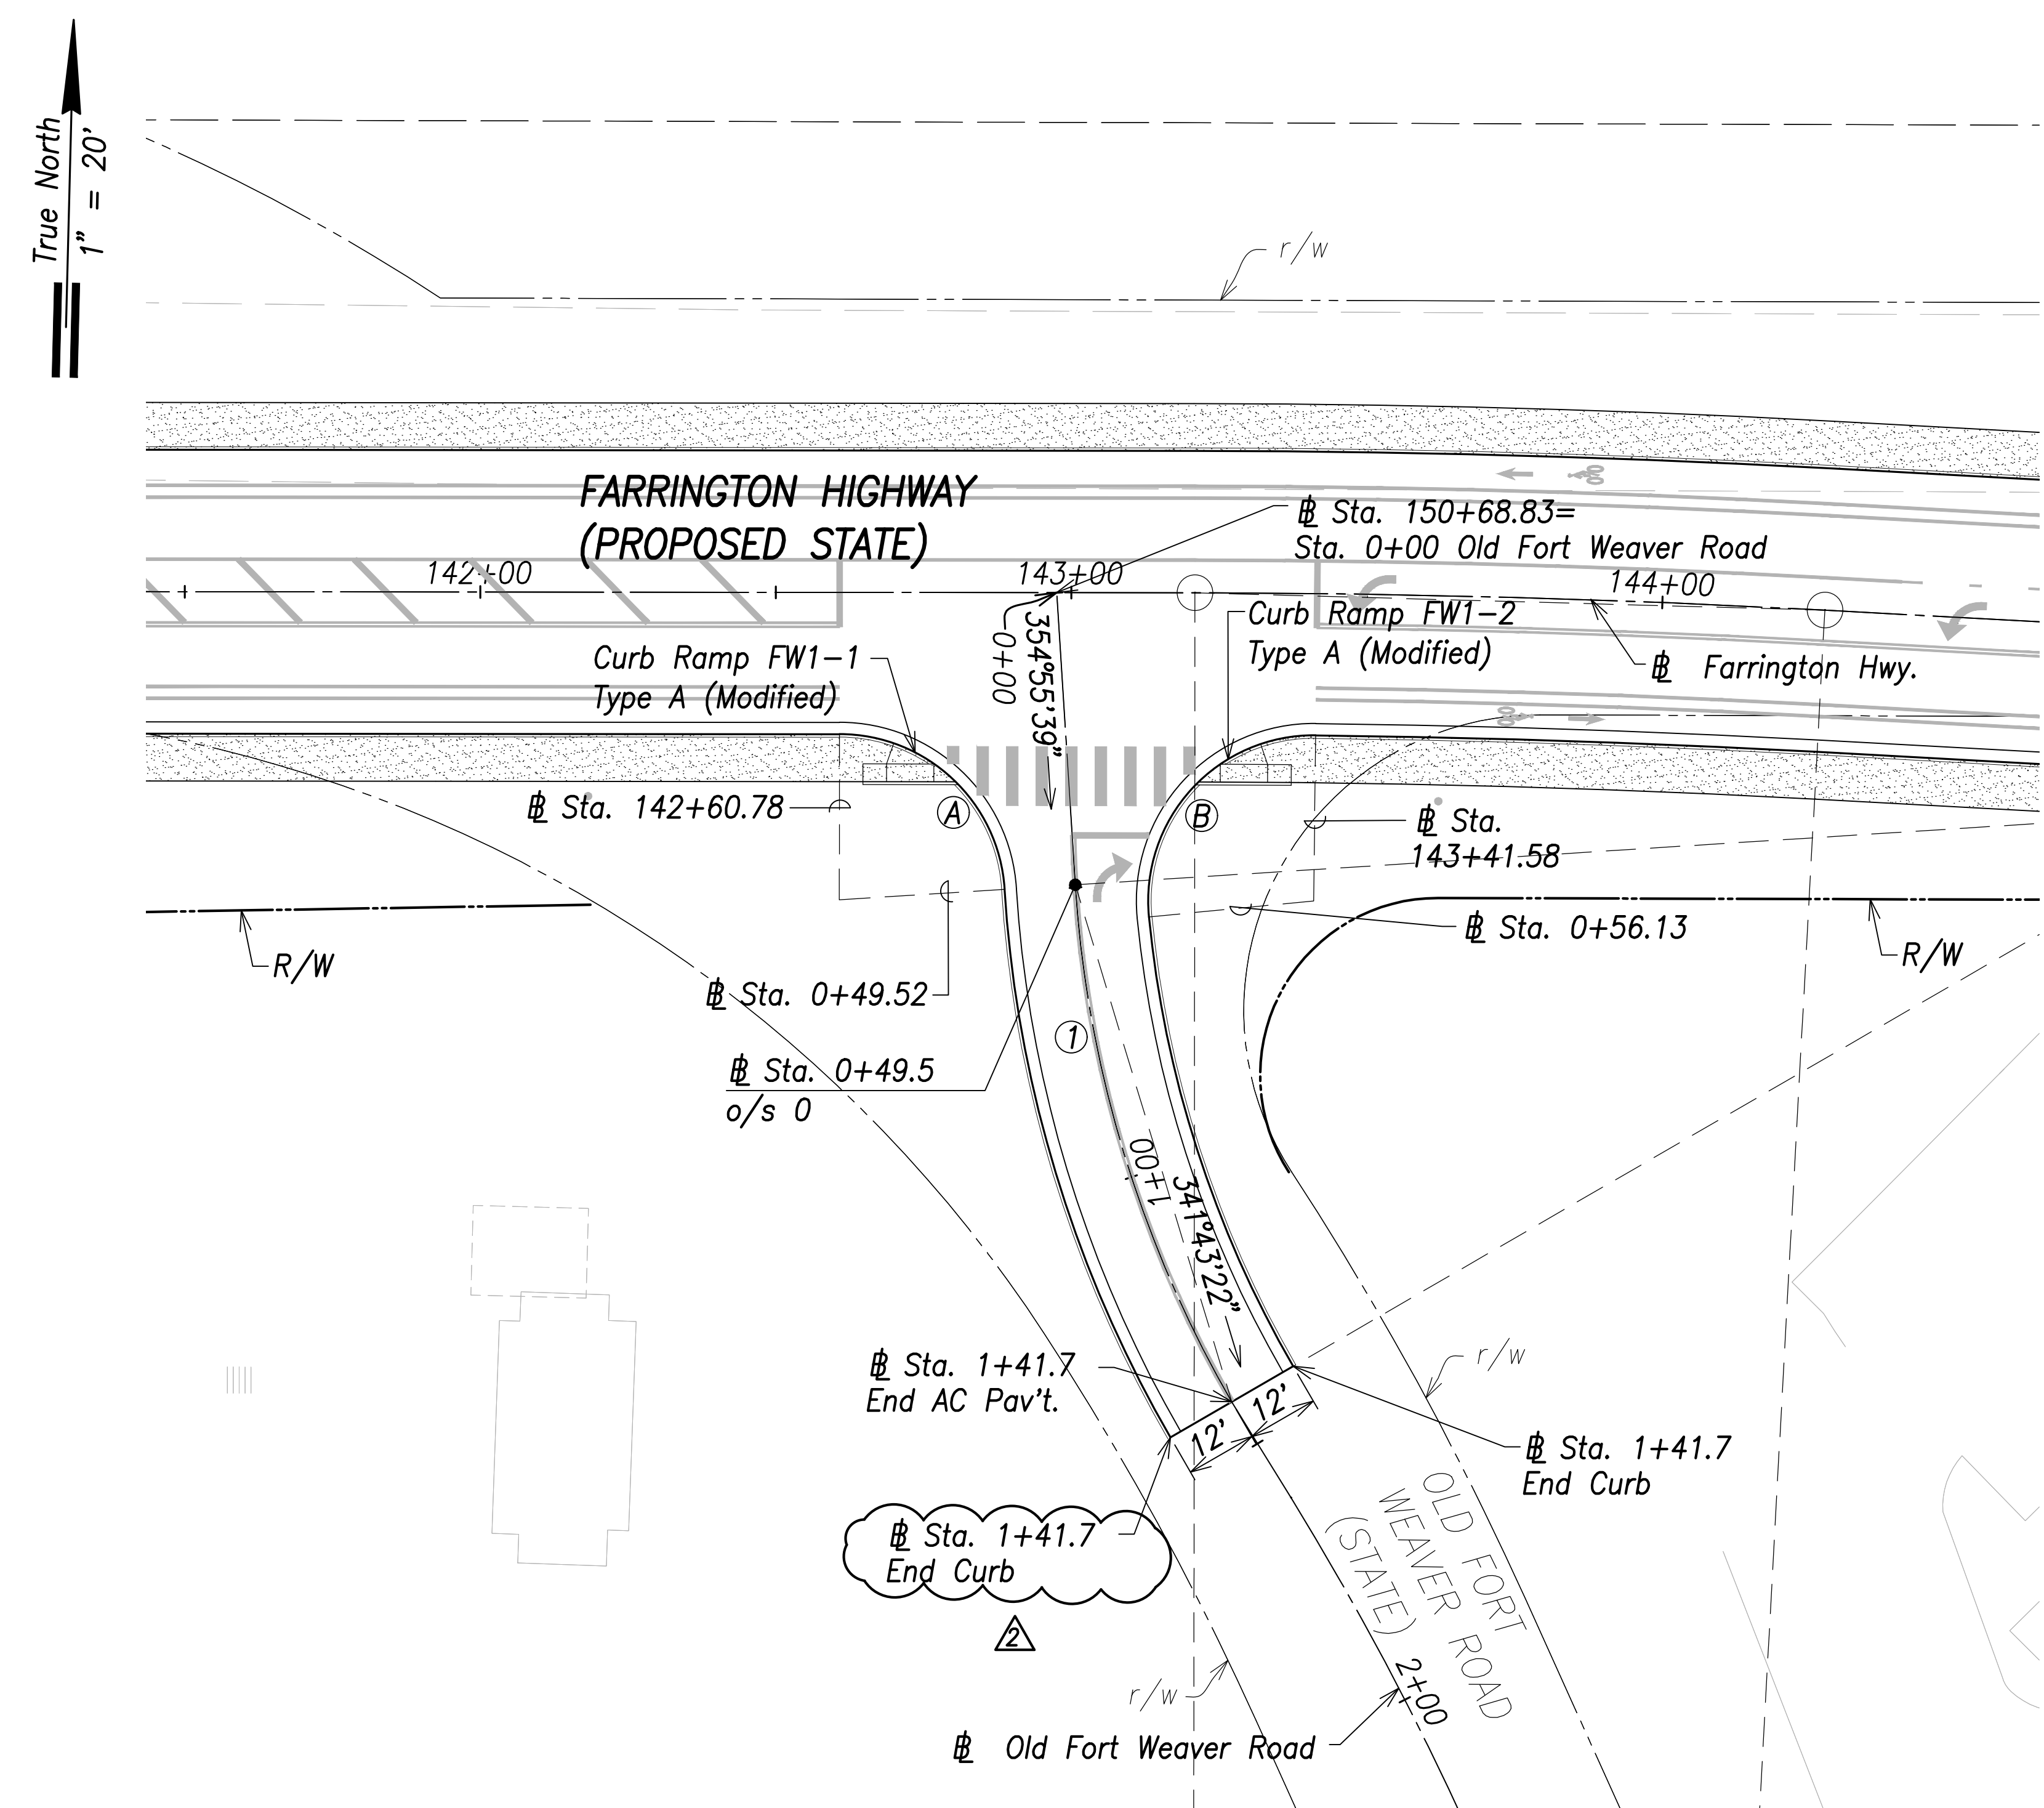 True North
1" = 20'
r/w
FARRINGTON HIGHWAY
(PROPOSED STATE)
℄ Sta. 150+68.83=
Sta. 0+00 Old Fort Weaver Road
142+00
143+00
144+00
Curb Ramp FW1-1
Type A (Modified)
0+00
354°55'39"
Curb Ramp FW1-2
Type A (Modified)
℄ Farrington Hwy.
℄ Sta. 142+60.78
A
B
℄ Sta.
143+41.58
℄ Sta. 0+56.13
R/W
R/W
℄ Sta. 0+49.52
1
℄ Sta. 0+49.5
o/s 0
1+00
341°43'22"
℄ Sta. 1+41.7
End AC Pav't.
12'
12'
r/w
℄ Sta. 1+41.7
End Curb
℄ Sta. 1+41.7
End Curb
2
OLD FORT
WEAVER ROAD
(STATE)
2+00
r/w
℄ Old Fort Weaver Road